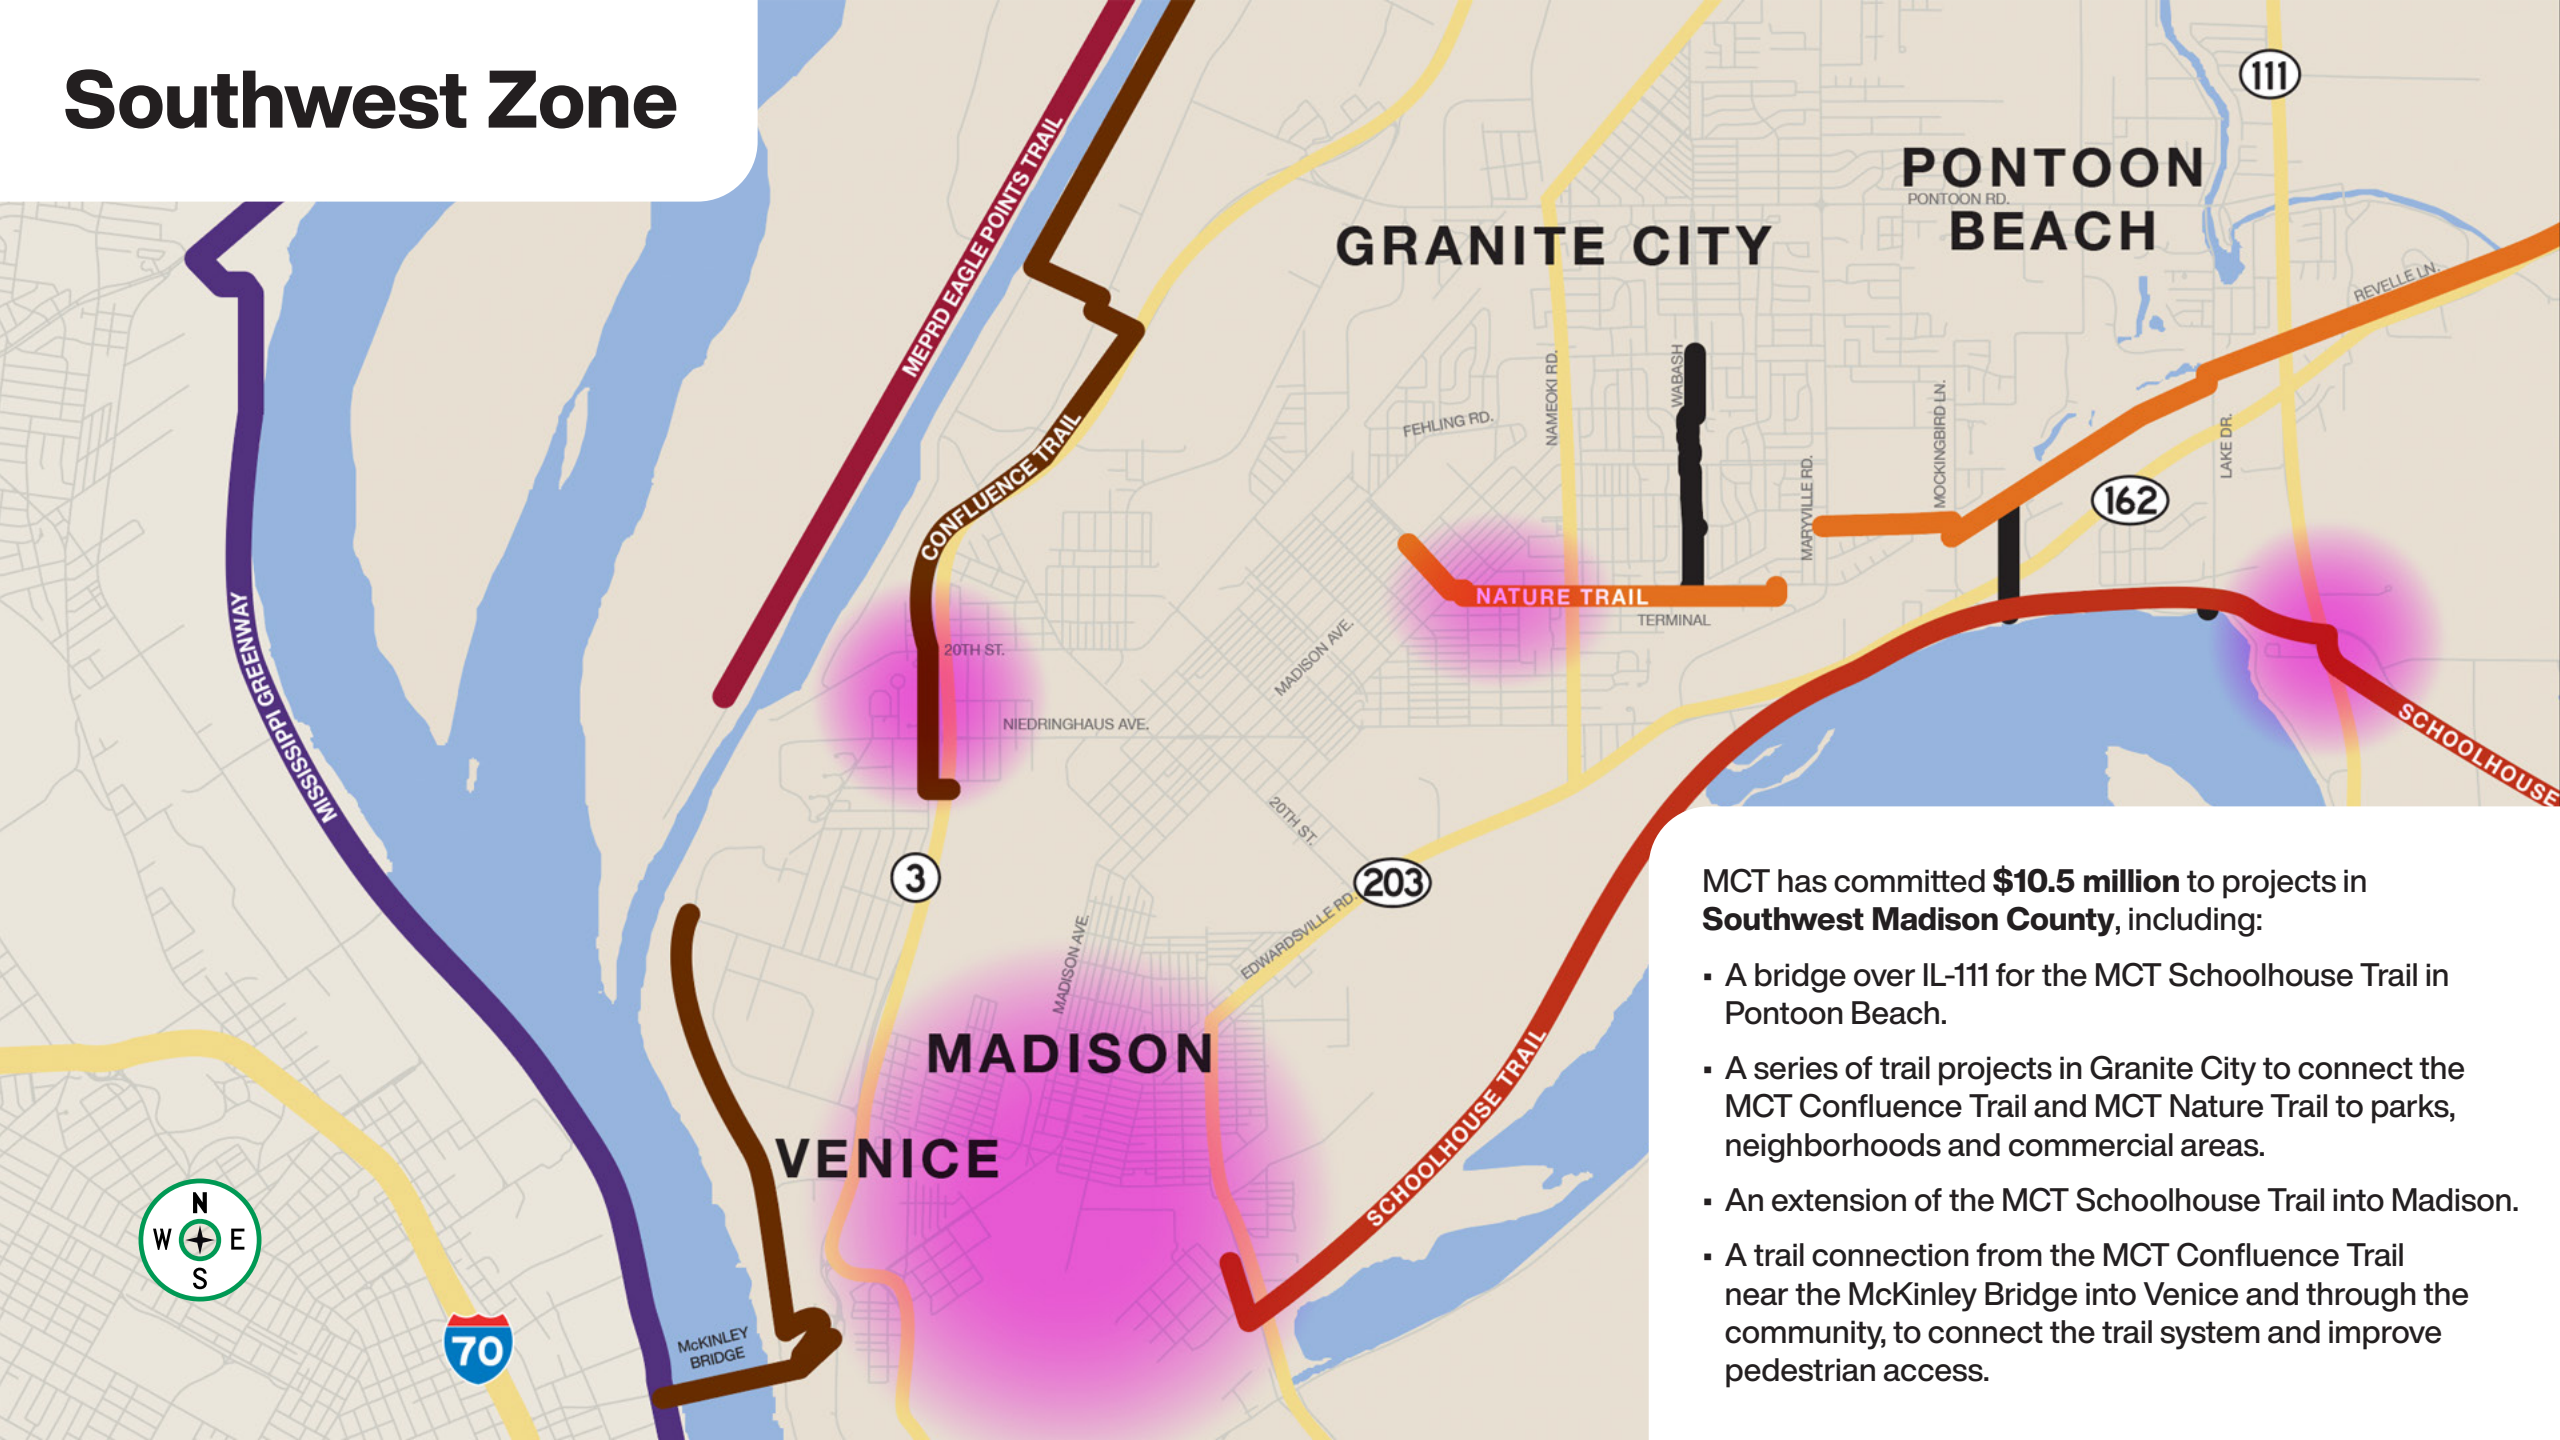 Southwest Zone
111
PONTOON
PONTOON RD.
BEACH
GRANITE CITY
MEPRD EAGLE POINTS TRAIL
REVELLE LN.
NAMEOKI RD.
WABASH
FEHLING RD.
MOCKINGBIRD LN.
LAKE DR.
CONFLUENCE TRAIL
MARYVILLE RD.
162
NATURE TRAIL
TERMINAL
MISSISSIPPI GREENWAY
20TH ST.
MADISON AVE.
NIEDRINGHAUS AVE.
SCHOOLHOUSE
20TH ST.
3
203
EDWARDSVILLE RD.
MADISON AVE.
MADISON
VENICE
SCHOOLHOUSE TRAIL
N
W E
S
70
McKINLEY
BRIDGE
MCT has committed $10.5 million to projects in
Southwest Madison County, including:
▪ A bridge over IL-111 for the MCT Schoolhouse Trail in
Pontoon Beach.
▪ A series of trail projects in Granite City to connect the
MCT Confluence Trail and MCT Nature Trail to parks,
neighborhoods and commercial areas.
▪ An extension of the MCT Schoolhouse Trail into Madison.
▪ A trail connection from the MCT Confluence Trail
near the McKinley Bridge into Venice and through the
community, to connect the trail system and improve
pedestrian access.